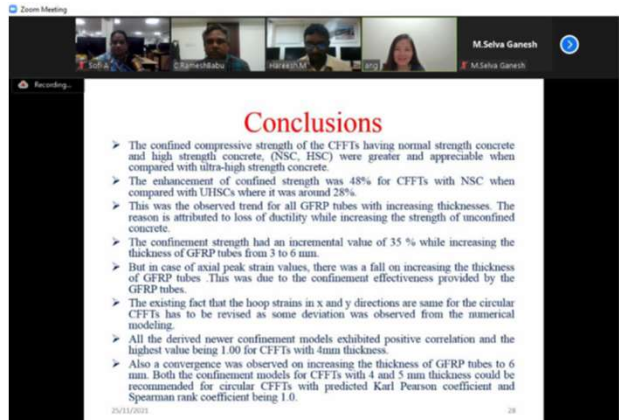 Zoom Meeting
Sofi A
C.RameshBabu
Hareesh.M
ang
M.Selva Ganesh
M.Selva Ganesh
Recording...
Conclusions
➢ The confined compressive strength of the CFFTs having normal strength concrete
and high strength concrete, (NSC, HSC) were greater and appreciable when
compared with ultra-high strength concrete.
➢ The enhancement of confined strength was 48% for CFFTs with NSC when
compared with UHSCs where it was around 28%.
➢ This was the observed trend for all GFRP tubes with increasing thicknesses. The
reason is attributed to loss of ductility while increasing the strength of unconfined
concrete.
➢ The confinement strength had an incremental value of 35 % while increasing the
thickness of GFRP tubes from 3 to 6 mm.
➢ But in case of axial peak strain values, there was a fall on increasing the thickness
of GFRP tubes .This was due to the confinement effectiveness provided by the
GFRP tubes.
➢ The existing fact that the hoop strains in x and y directions are same for the circular
CFFTs has to be revised as some deviation was observed from the numerical
modeling.
➢ All the derived newer confinement models exhibited positive correlation and the
highest value being 1.00 for CFFTs with 4mm thickness.
➢ Also a convergence was observed on increasing the thickness of GFRP tubes to 6
mm. Both the confinement models for CFFTs with 4 and 5 mm thickness could be
recommended for circular CFFTs with predicted Karl Pearson coefficient and
Spearman rank coefficient being 1.0.
25/11/2021
28